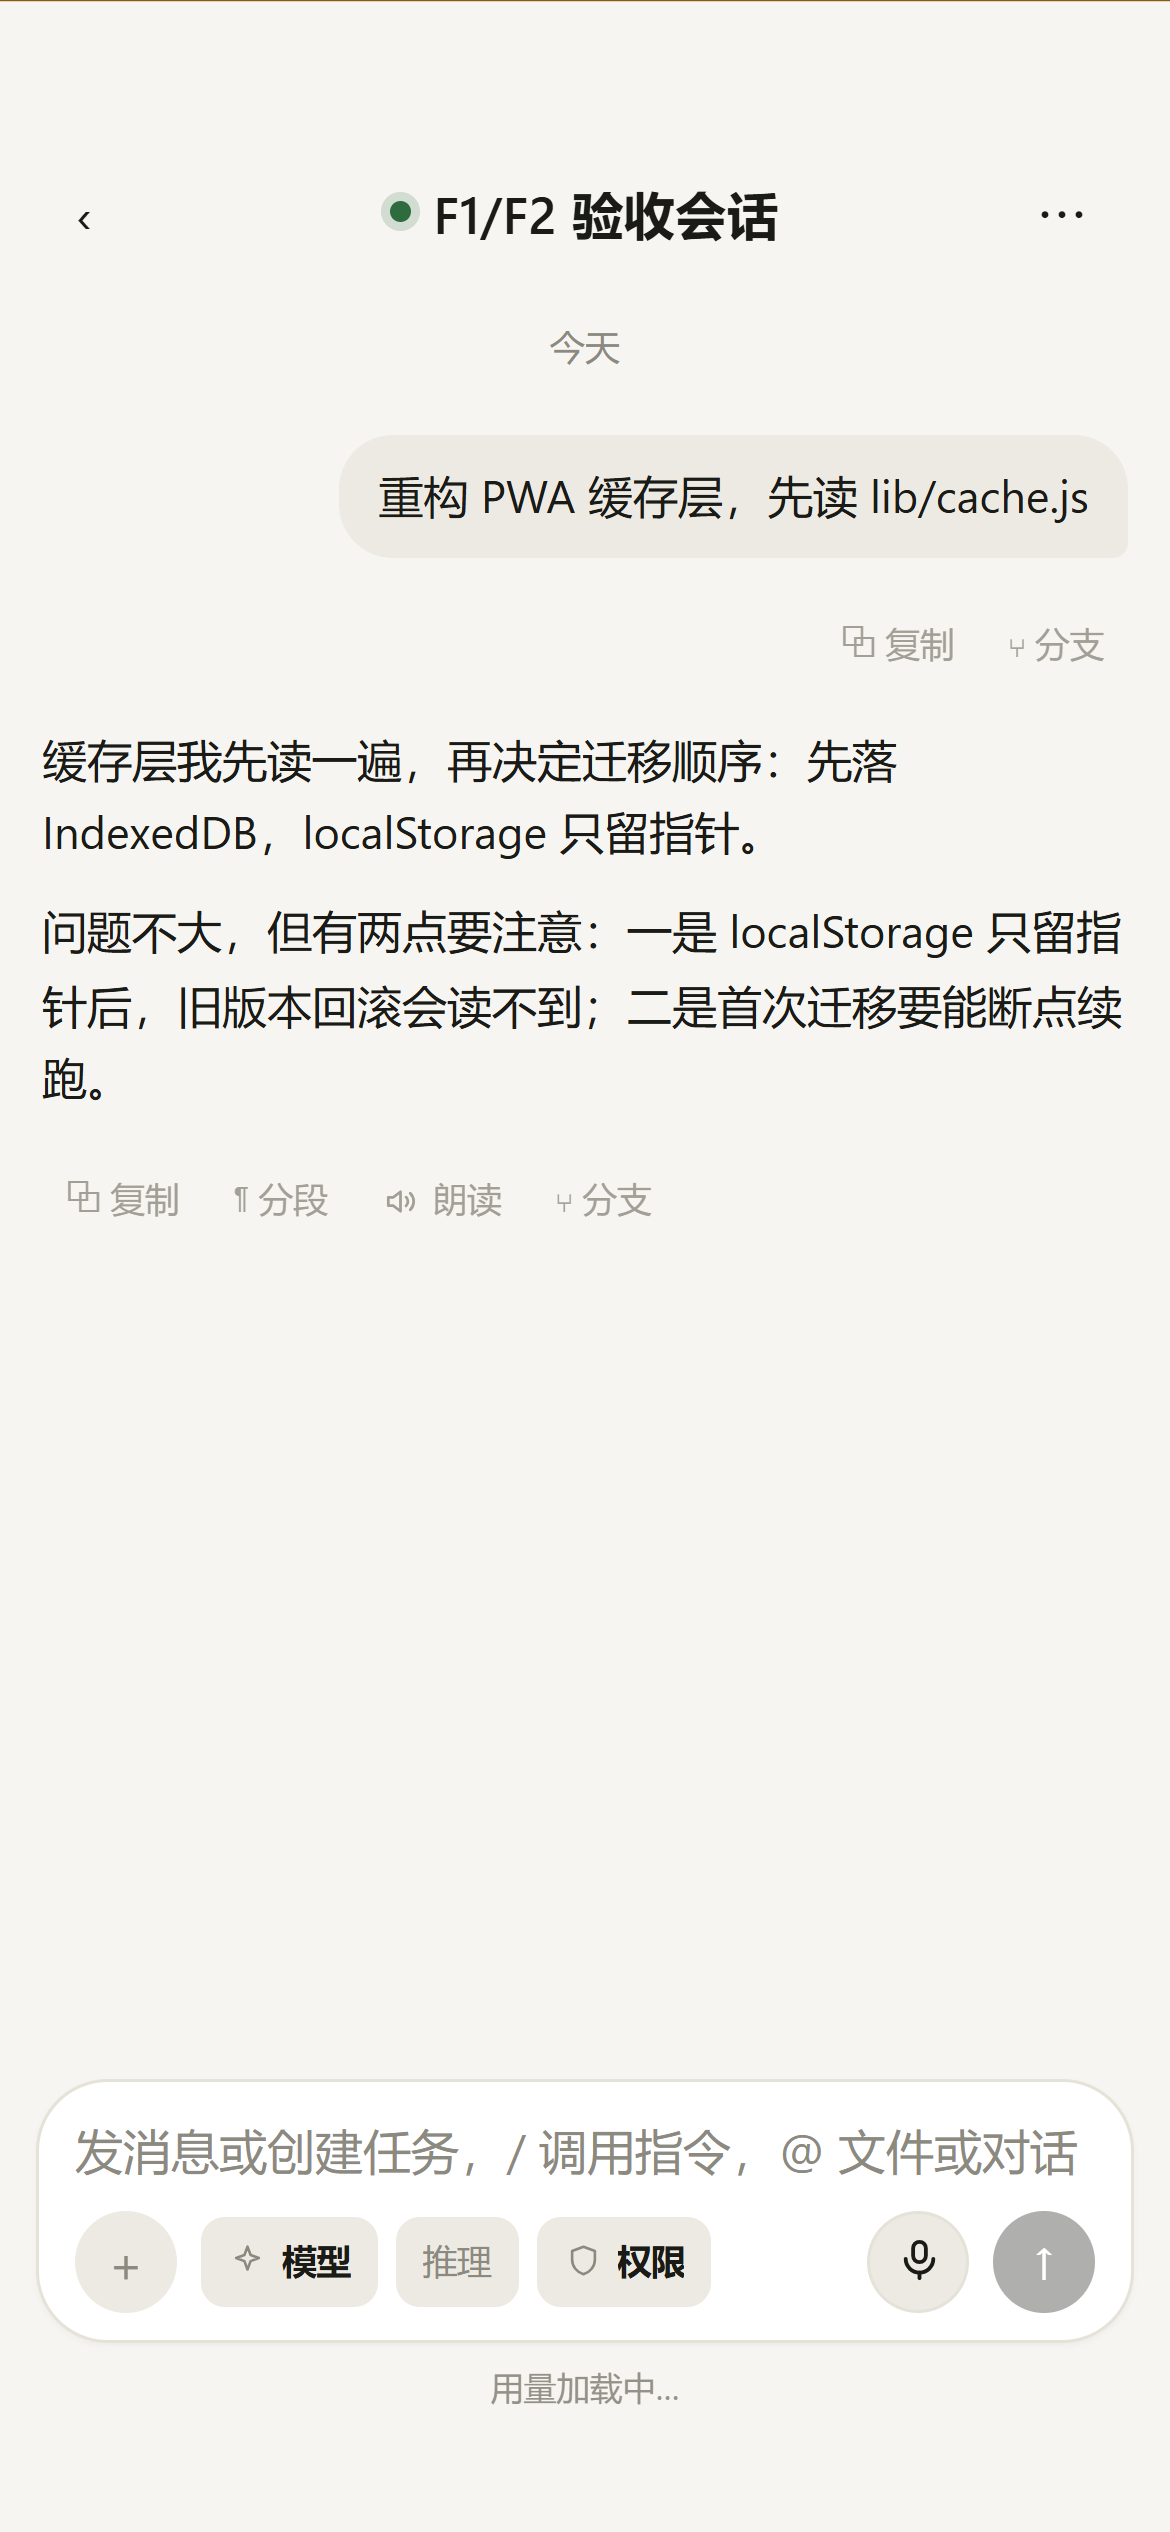 F1/F2 验收会话
今天
重构 PWA 缓存层，先读 lib/cache.js
复制 分支
缓存层我先读一遍，再决定迁移顺序：先落
IndexedDB，localStorage 只留指针。
问题不大，但有两点要注意：一是 localStorage 只留指
针后，旧版本回滚会读不到；二是首次迁移要能断点续
跑。
复制 ¶ 分段 朗读 分支
发消息或创建任务，/ 调用指令，@ 文件或对话
+ 模型 推理 权限
用量加载中...